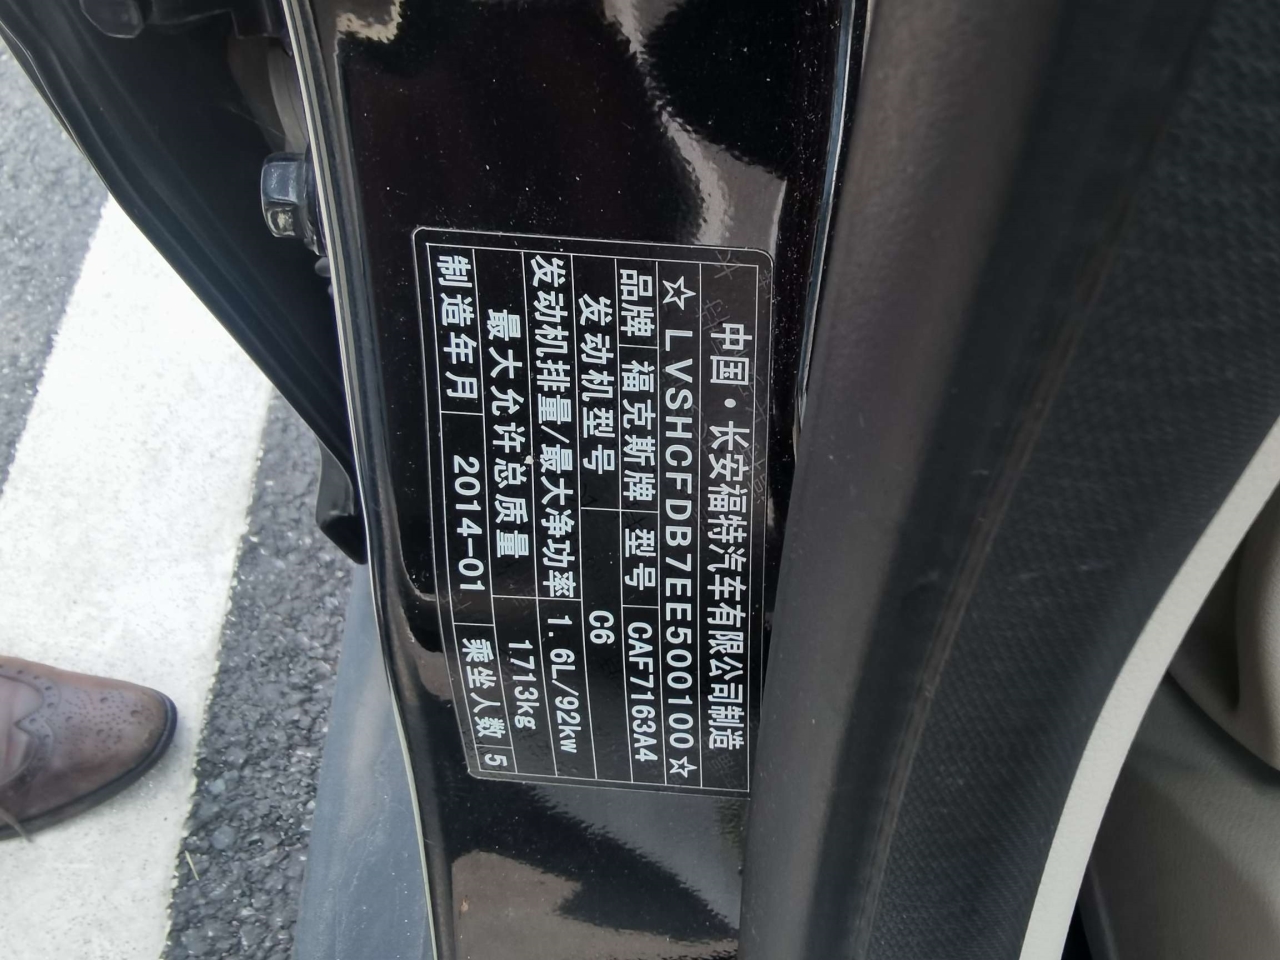 中国·长安福特汽车有限公司制造
☆LVSHCFDB7EE500100☆
品牌 福克斯牌 型号 CAF7163A4
发动机型号 C6
发动机排量/最大净功率 1.6L/92kw
最大允许总质量 1713kg
制造年月 2014-01 乘坐人数 5